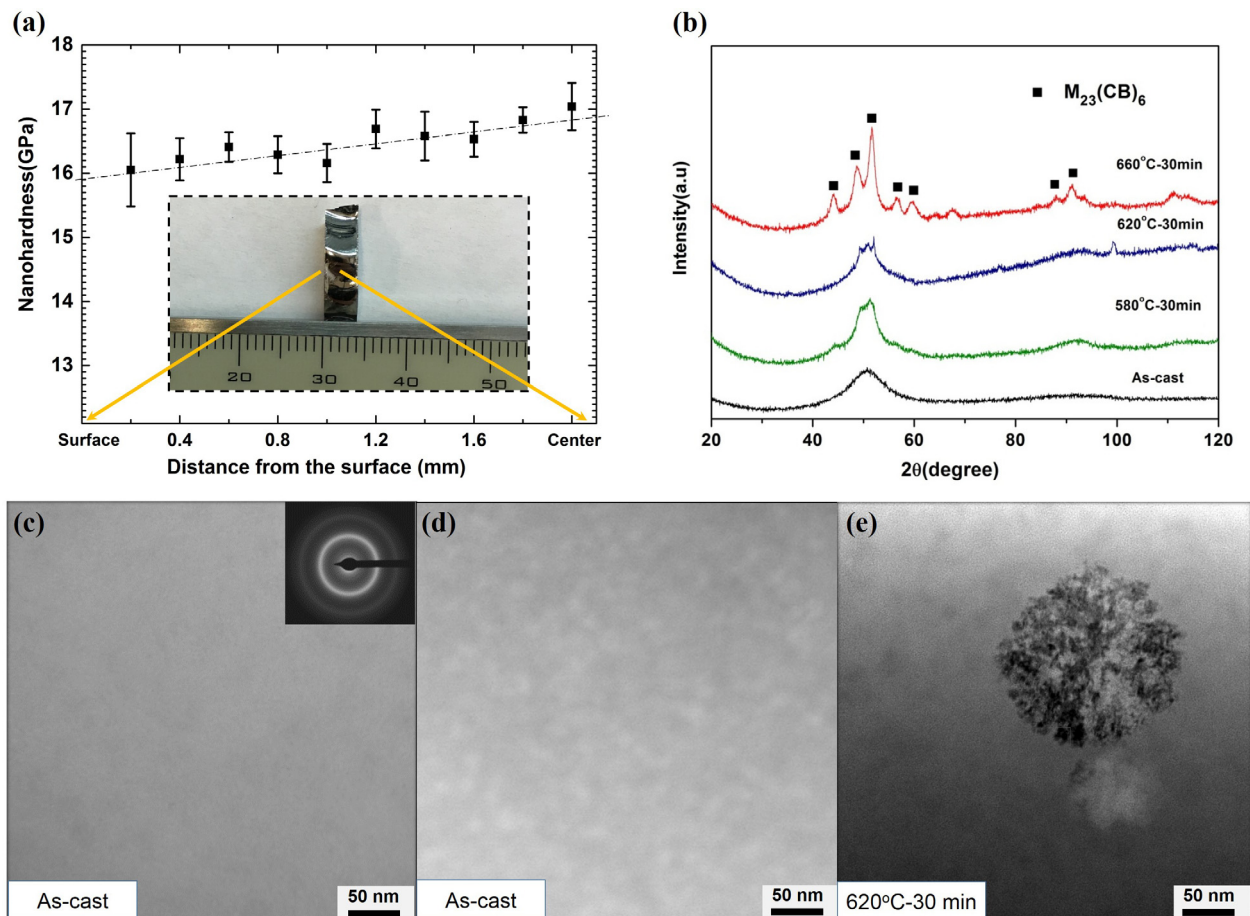 (a)
18
17
16
15
14
13
Nanohardness(GPa)
20 30 40 50
Surface 0.4 0.8 1.2 1.6 Center
Distance from the surface (mm)
(b)
M23(CB)6
660°C-30min
620°C-30min
580°C-30min
As-cast
Intensity(a.u)
20 40 60 80 100 120
2θ(degree)
(c)
As-cast
50 nm
(d)
As-cast
50 nm
(e)
620°C-30 min
50 nm